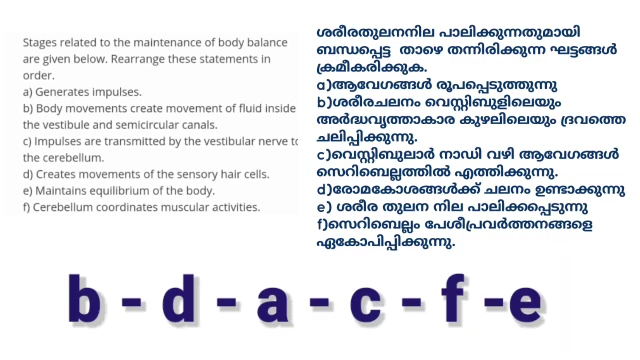 Stages related to the maintenance of body balance
are given below. Rearrange these statements in
order.
a) Generates impulses.
b) Body movements create movement of fluid inside
the vestibule and semicircular canals.
c) Impulses are transmitted by the vestibular nerve to
the cerebellum.
d) Creates movements of the sensory hair cells.
e) Maintains equilibrium of the body.
f) Cerebellum coordinates muscular activities.
ശരീരതുലനനില പാലിക്കുന്നതുമായി
ബന്ധപ്പെട്ട താഴെ തന്നിരിക്കുന്ന ഘട്ടങ്ങൾ
ക്രമീകരിക്കുക.
a)ആവേഗങ്ങൾ രൂപപ്പെടുത്തുന്നു
b)ശരീരചലനം വെസ്റ്റിബ്യുളിലെയും
അർദ്ധവൃത്താകാര കുഴലിലെയും ദ്രവത്തെ
ചലിപ്പിക്കുന്നു.
c)വെസ്റ്റിബുലാർ നാഡി വഴി ആവേഗങ്ങൾ
സെറിബെല്ലത്തിൽ എത്തിക്കുന്നു.
d)രോമകോശങ്ങൾക്ക് ചലനം ഉണ്ടാക്കുന്നു
e) ശരീര തുലന നില പാലിക്കപ്പെടുന്നു
f)സെറിബെല്ലം പേശീപ്രവർത്തനങ്ങളെ
ഏകോപിപ്പിക്കുന്നു.
b - d - a - c - f -e